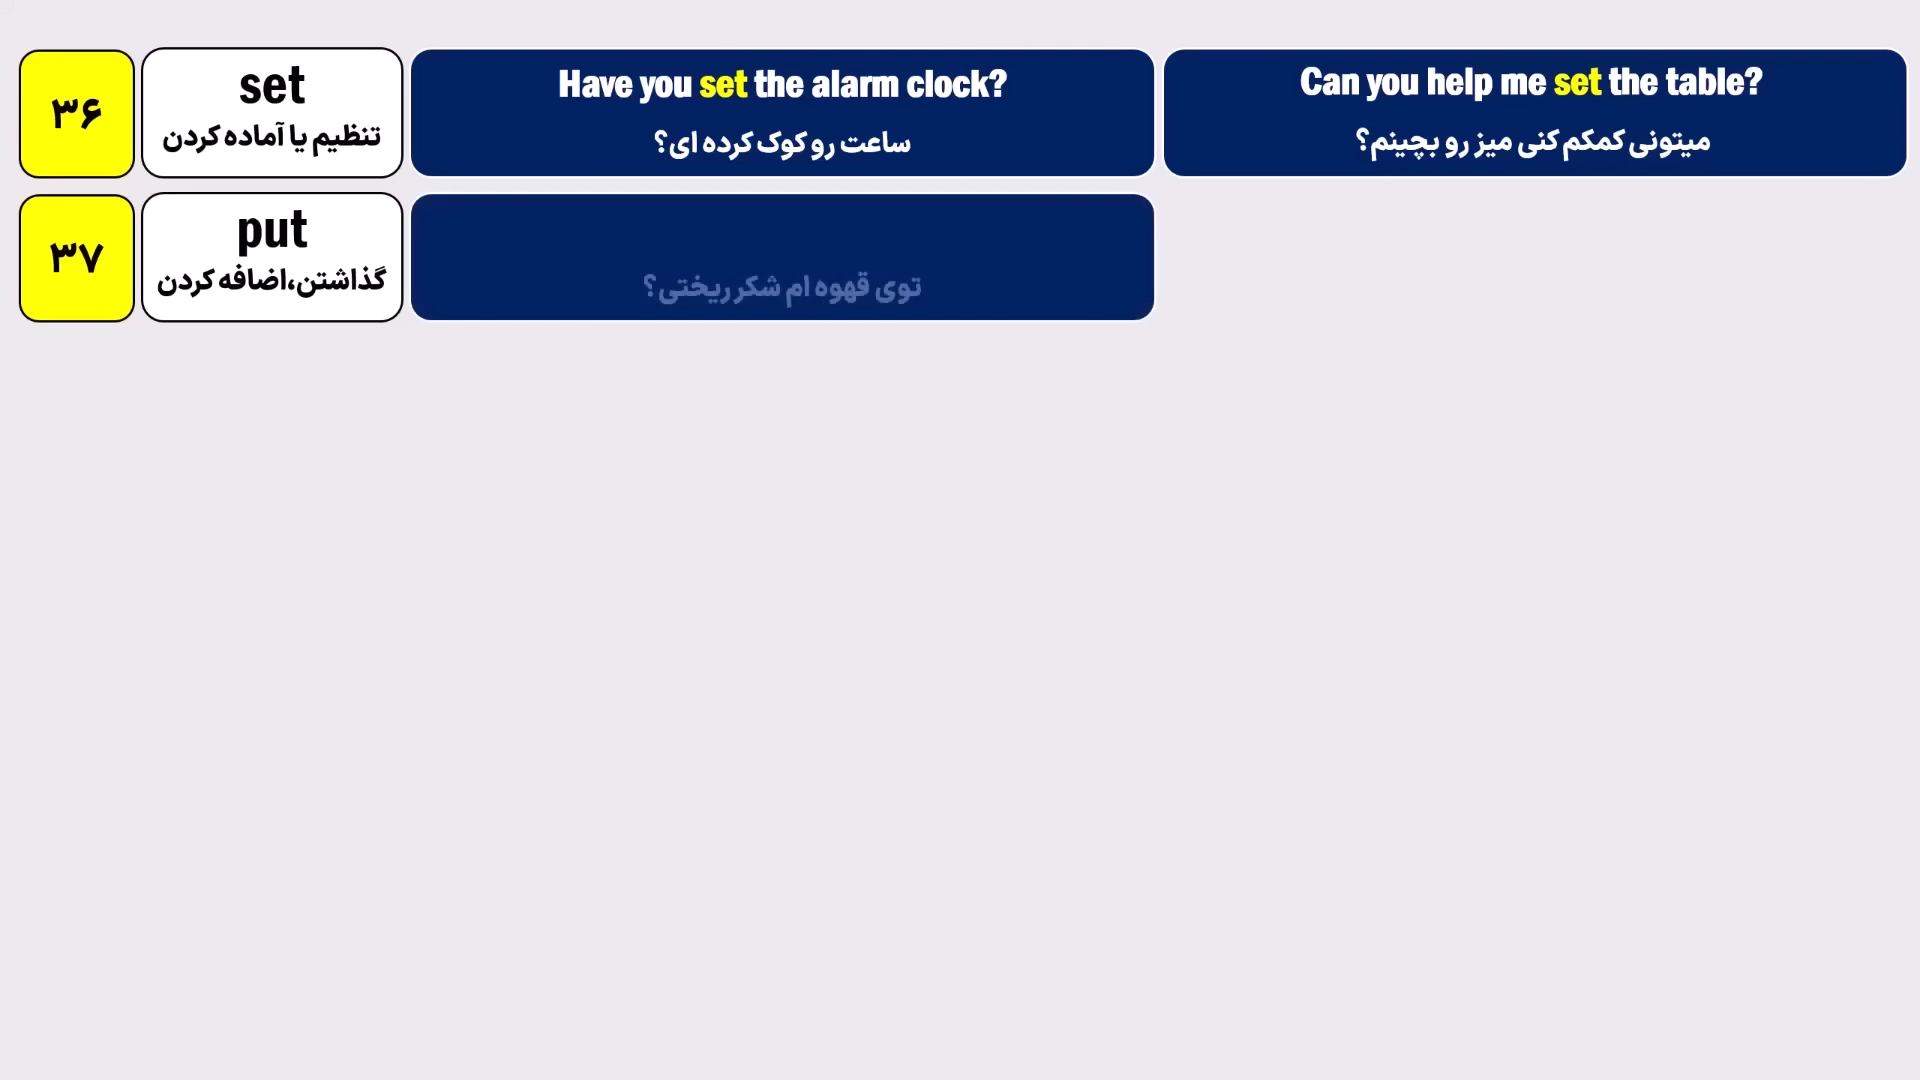 ۳۶
set
تنظیم یا آماده کردن
Have you set the alarm clock?
ساعت رو کوک کرده ای؟
Can you help me set the table?
میتونی کمکم کنی میز رو بچینم؟
۳۷
put
گذاشتن،اضافه کردن
توی قهوه ام شکر ریختی؟